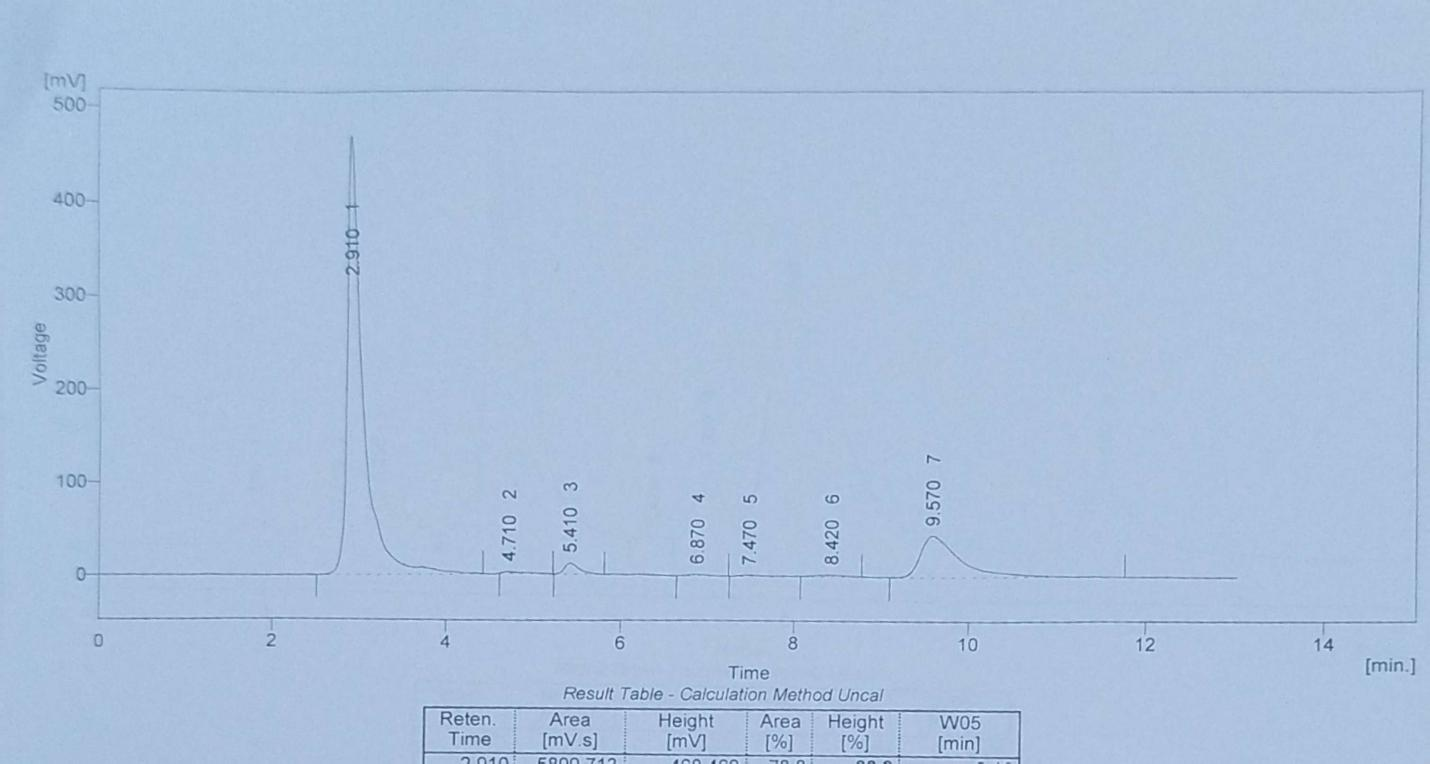 [mV]
500
400
300
200
100
0
Voltage
2.910 1
4.710 2
5.410 3
6.870 4
7.470 5
8.420 6
9.570 7
0 2 4 6 8 10 12 14
Time
[min.]
Result Table - Calculation Method Uncal
Reten. Time Area [mV.s] Height [mV] Area [%] Height [%] W05 [min]
2.910